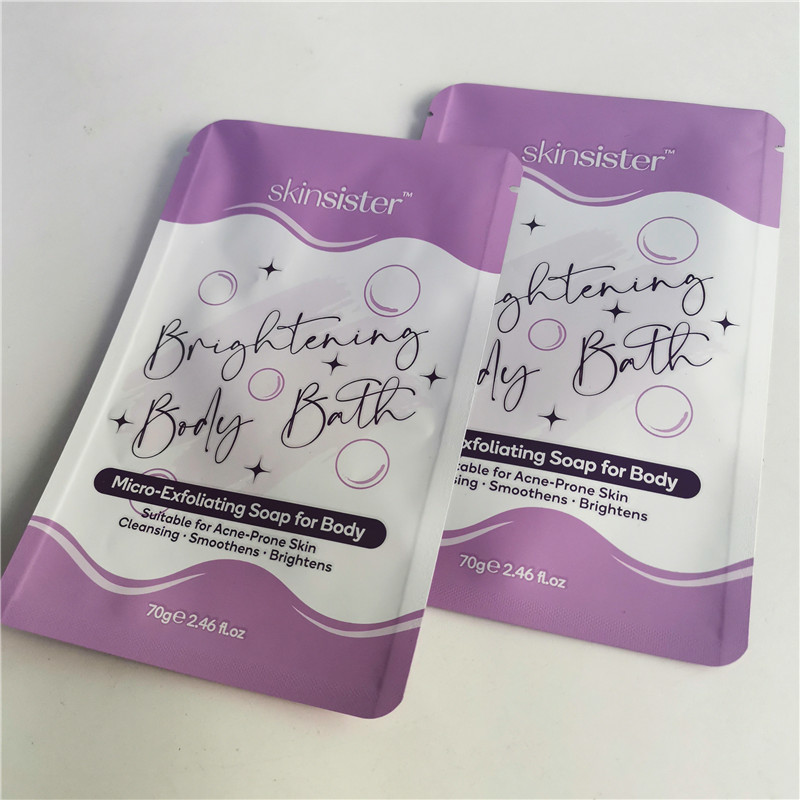 skinsister™
Brightening
Body Bath
Micro-Exfoliating Soap for Body
Suitable for Acne-Prone Skin
Cleansing · Smoothens · Brightens
70g℮2.46 fl.oz
skinsister™
ghtening
dy Bath
xfoliating Soap for Body
table for Acne-Prone Skin
sing · Smoothens · Brightens
70g℮2.46 fl.oz